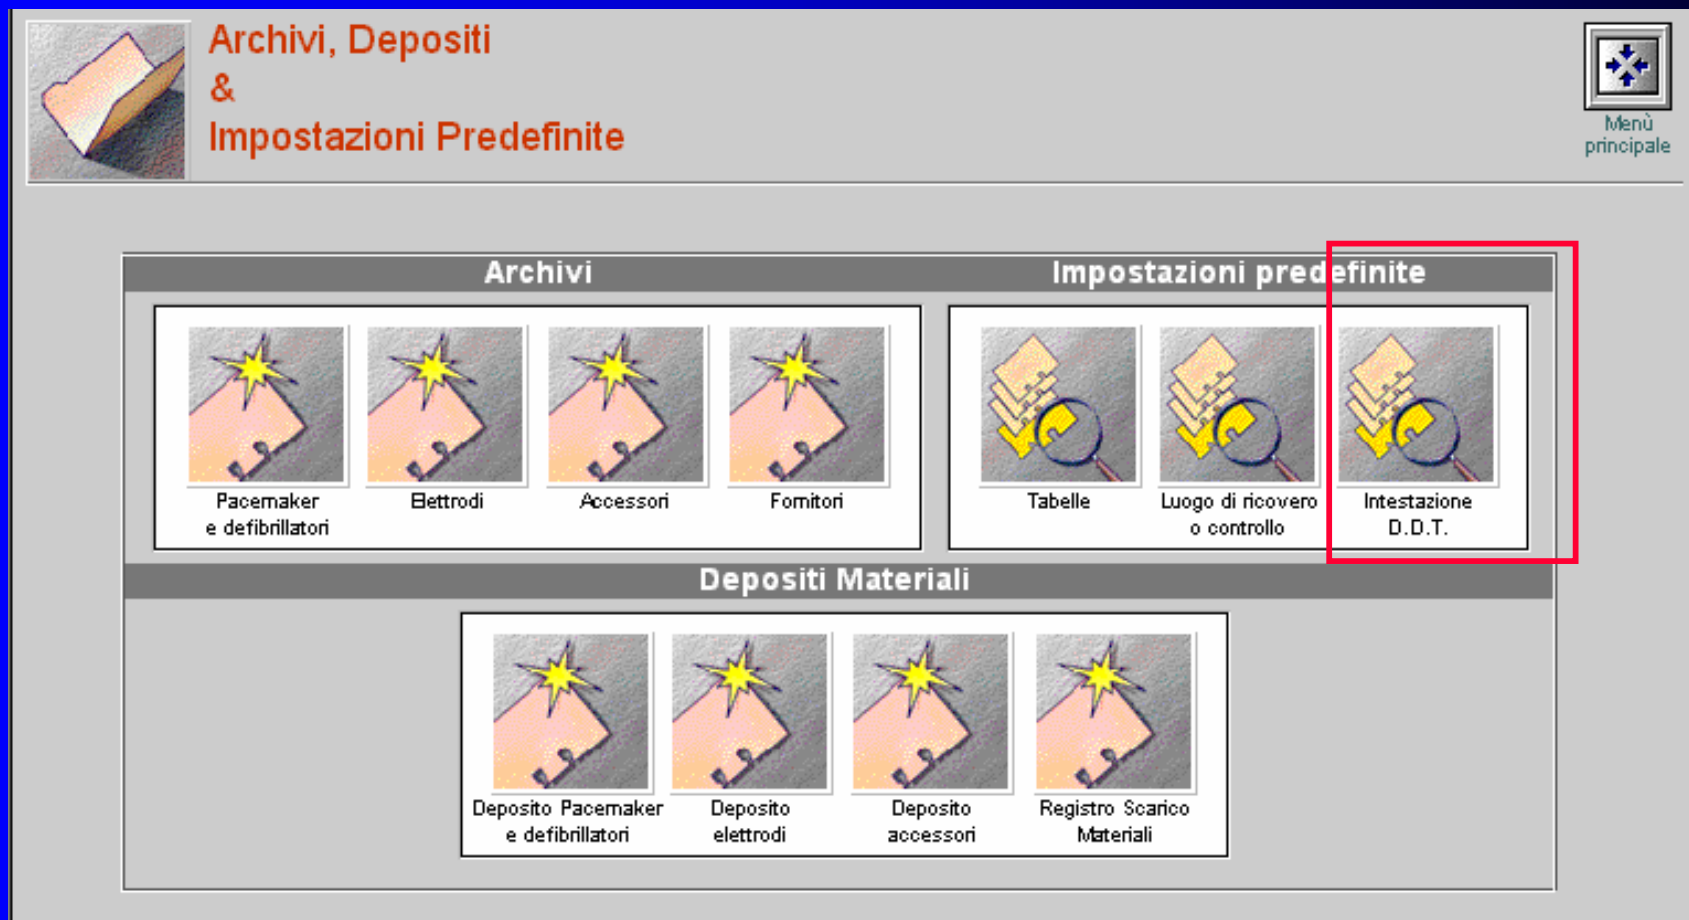 Archivi, Depositi
&
Impostazioni Predefinite
Menù
principale
Archivi
Impostazioni predefinite
Pacemaker
e defibrillatori
Elettrodi
Accessori
Fornitori
Tabelle
Luogo di ricovero
o controllo
Intestazione
D.D.T.
Depositi Materiali
Deposito Pacemaker
e defibrillatori
Deposito
elettrodi
Deposito
accessori
Registro Scarico
Materiali